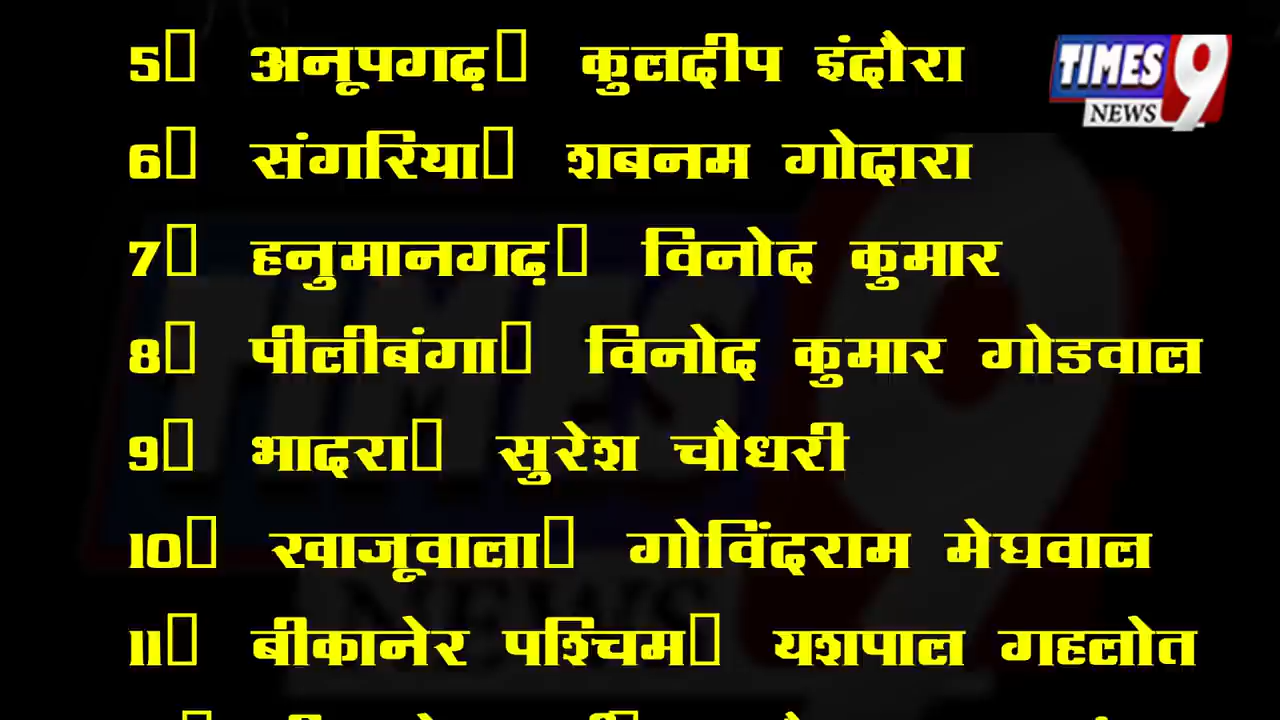 5▯ अनूपगढ़▯ कुलदीप इंदौरा
TIMES 9
NEWS
6▯ संगरिया▯ शबनम गोदारा
7▯ हनुमानगढ़▯ विनोद कुमार
8▯ पीलीबंगा▯ विनोद कुमार गोडवाल
9▯ भादरा▯ सुरेश चौधरी
10▯ खाजूवाला▯ गोविंदराम मेघवाल
11▯ बीकानेर पश्चिम▯ यशपाल गहलोत